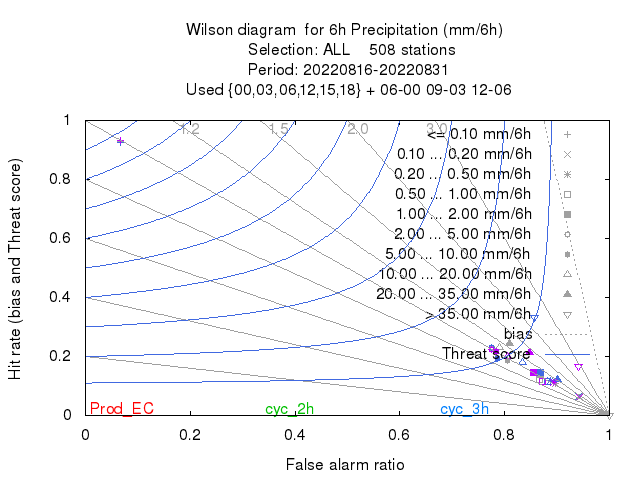 Wilson diagram for 6h Precipitation (mm/6h)
Selection: ALL 508 stations
Period: 20220816-20220831
Used {00,03,06,12,15,18} + 06-00 09-03 12-06
Hit rate (bias and Threat score)
1
0.8
0.6
0.4
0.2
0
1.2 1.5 2.0 3.0
<= 0.10 mm/6h
0.10 ... 0.20 mm/6h
0.20 ... 0.50 mm/6h
0.50 ... 1.00 mm/6h
1.00 ... 2.00 mm/6h
2.00 ... 5.00 mm/6h
5.00 ... 10.00 mm/6h
10.00 ... 20.00 mm/6h
20.00 ... 35.00 mm/6h
> 35.00 mm/6h
bias
Threat score
Prod_EC cyc_2h cyc_3h
0 0.2 0.4 0.6 0.8 1
False alarm ratio